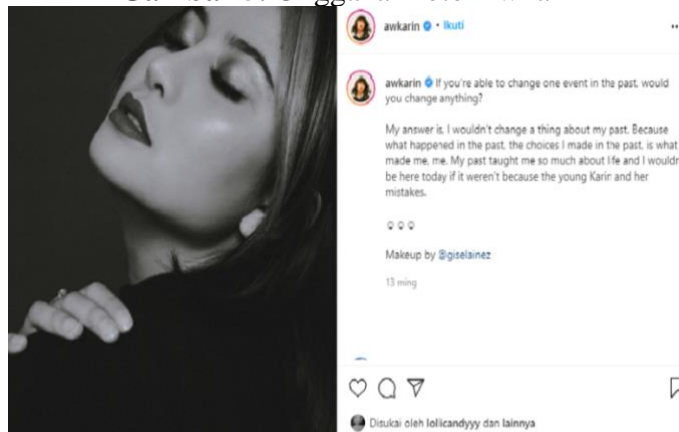 awkarin • Ikuti
awkarin If you're able to change one event in the past, would
you change anything?
My answer is, I wouldn't change a thing about my past. Because
what happened in the past, the choices I made in the past, is what
made me, me. My past taught me so much about life and I wouldn
be here today if it weren't because the young Karin and her
mistakes.
Makeup by @giselainez
13 ming
Disukai oleh lolicandyyy dan lainnya